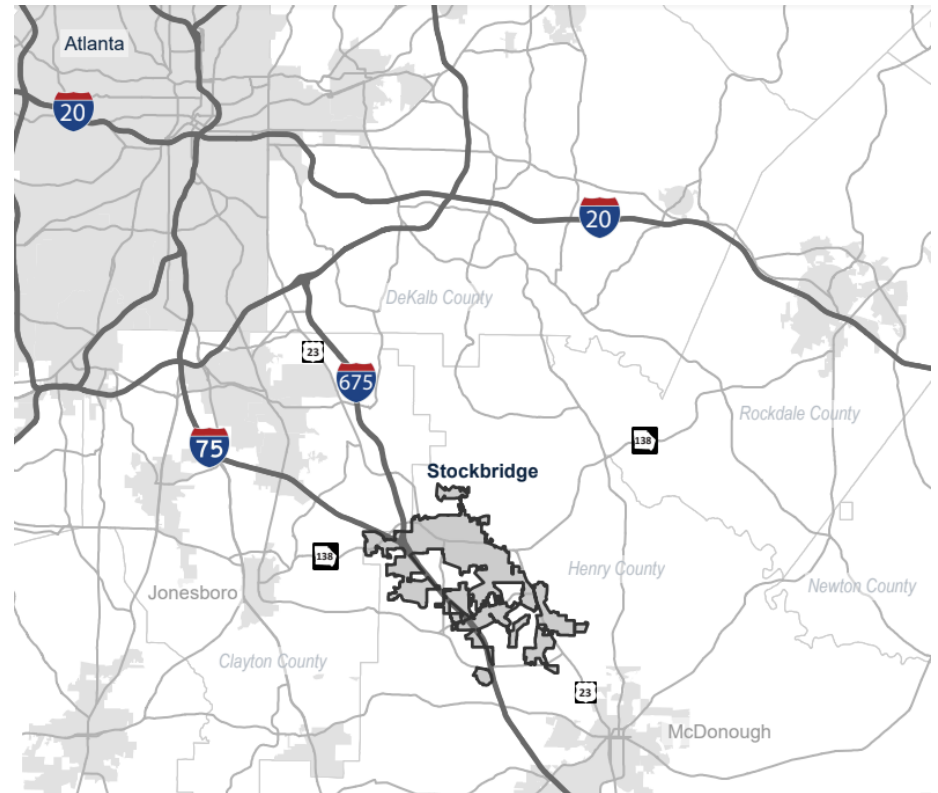 Atlanta
20
20
DeKalb County
23
675
Rockdale County
75
138
Stockbridge
138
Henry County
Jonesboro
Newton County
Clayton County
23
McDonough